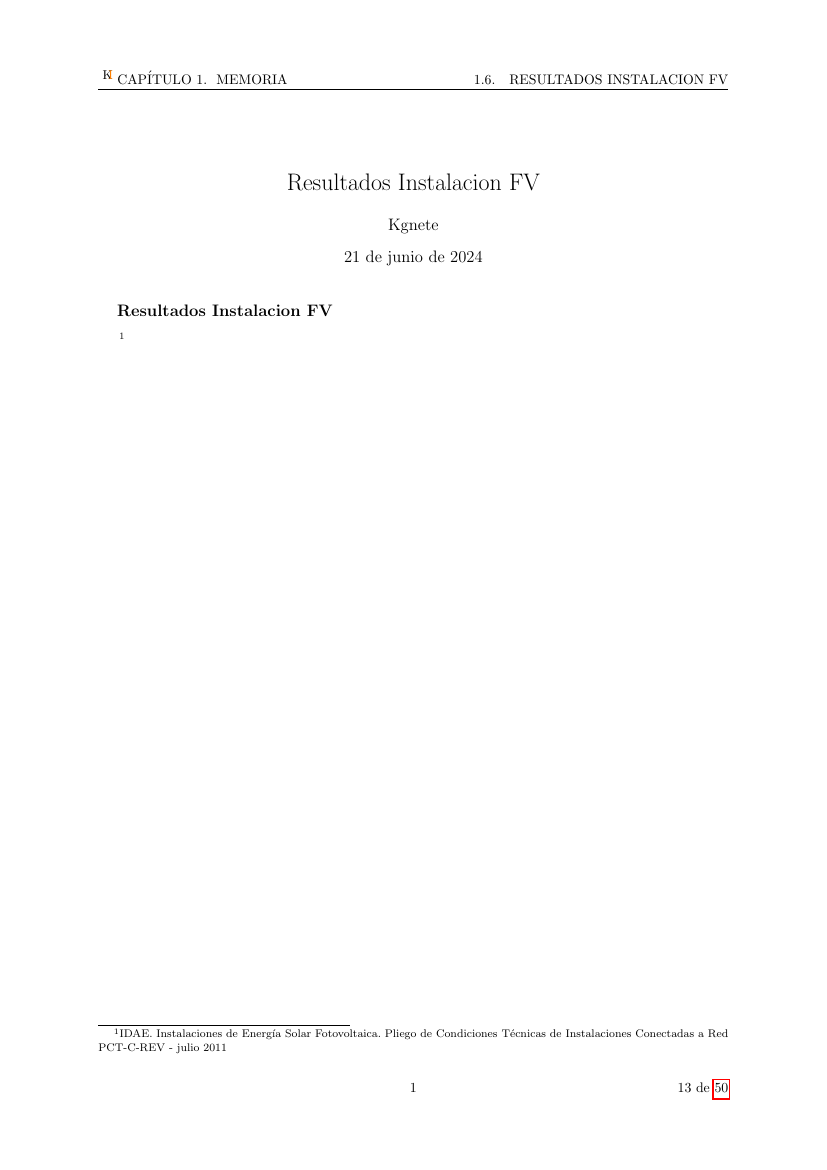 K CAPÍTULO 1. MEMORIA 1.6. RESULTADOS INSTALACION FV
Resultados Instalacion FV
Kgnete
21 de junio de 2024
Resultados Instalacion FV
1
1IDAE. Instalaciones de Energía Solar Fotovoltaica. Pliego de Condiciones Técnicas de Instalaciones Conectadas a Red
PCT-C-REV - julio 2011
1 13 de 50